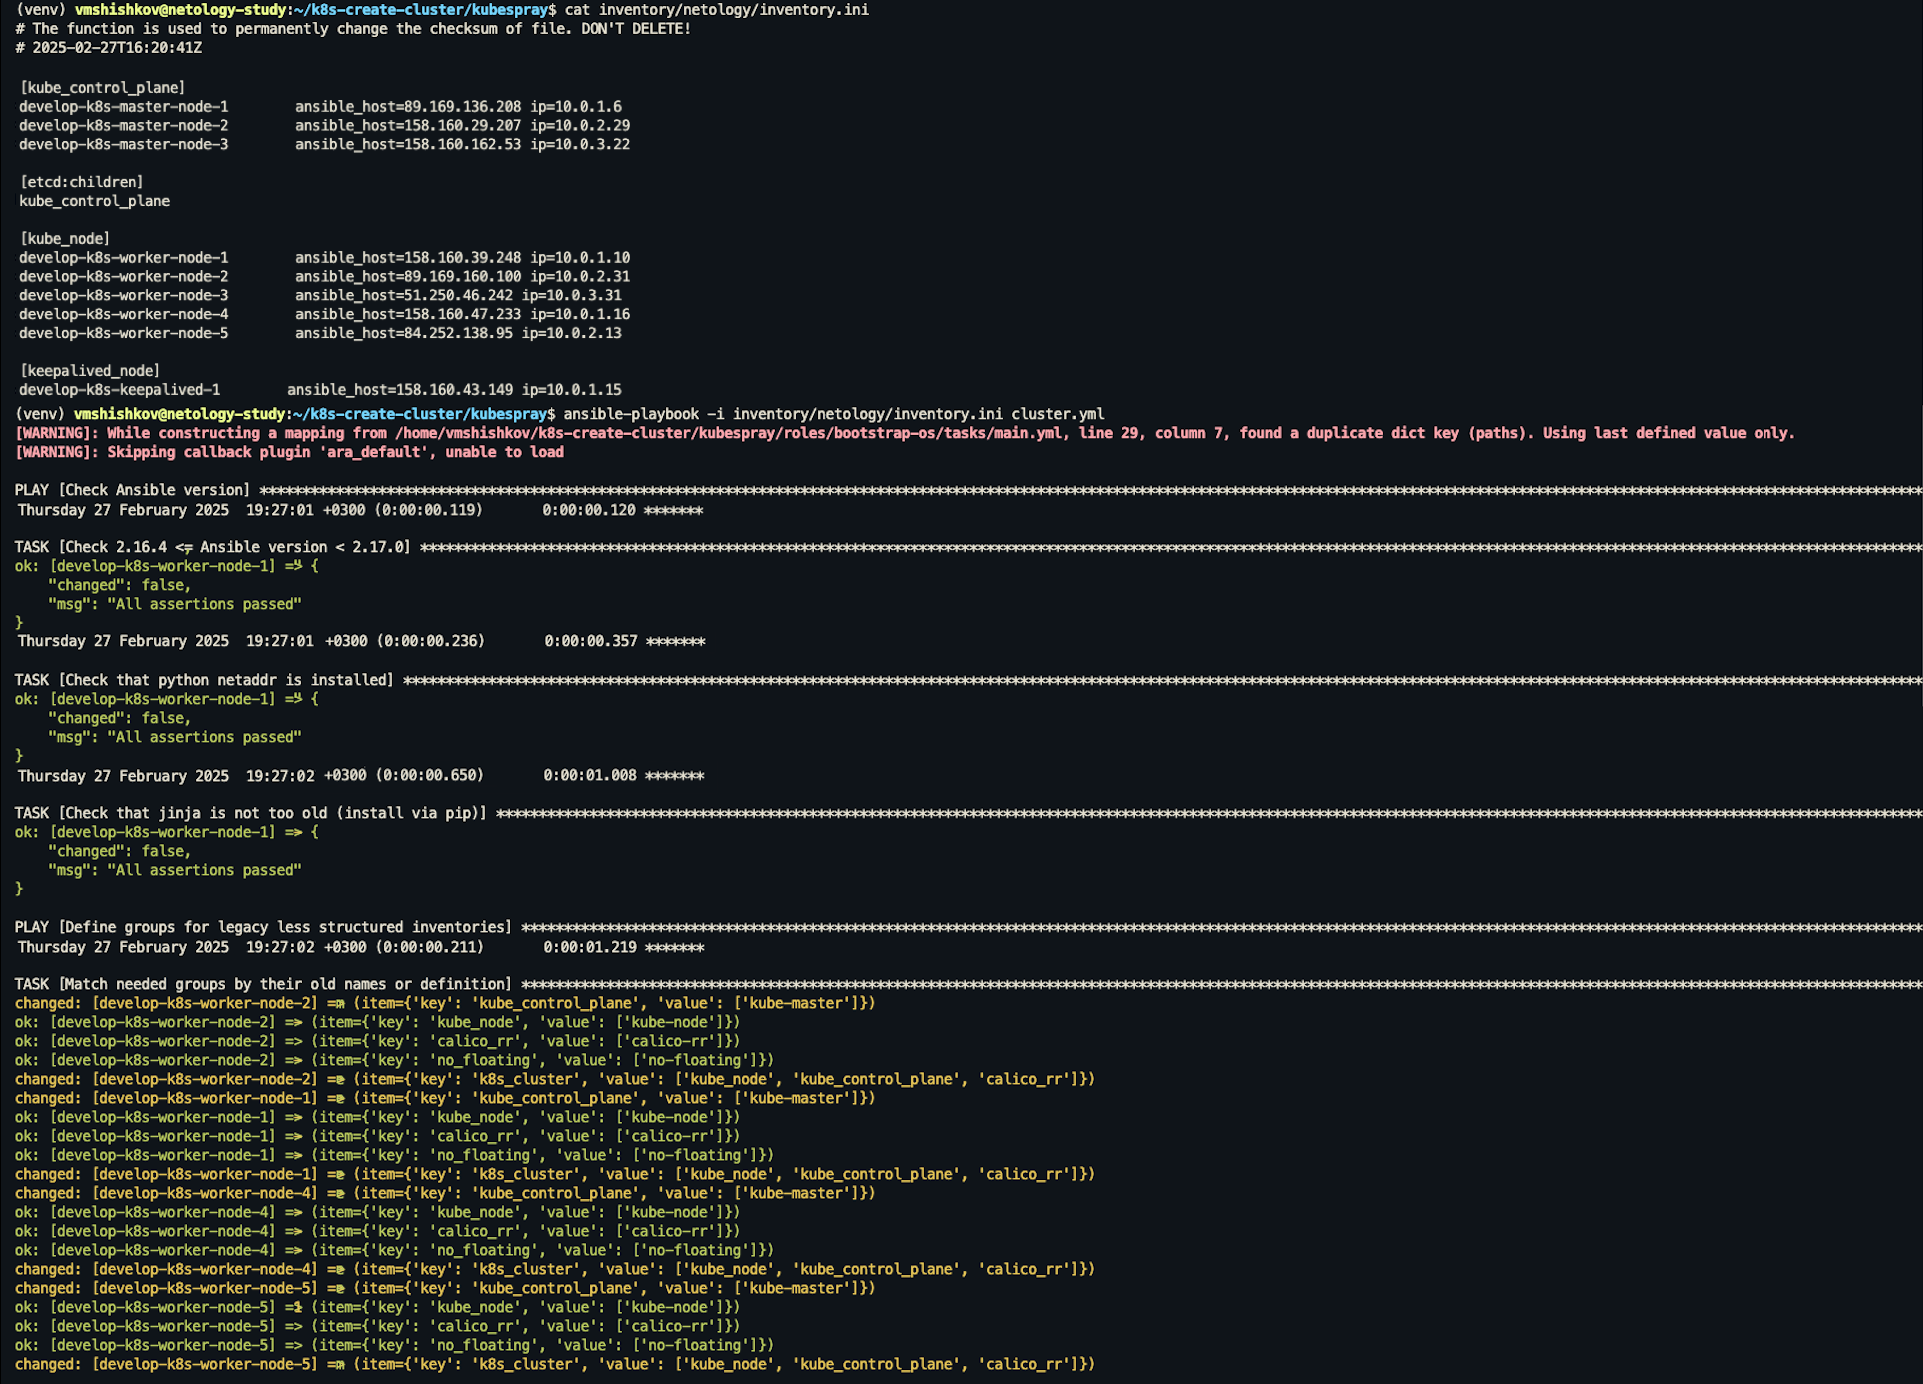 (venv) vmshishkov@netology-study:~/k8s-create-cluster/kubespray$ cat inventory/netology/inventory.ini
# The function is used to permanently change the checksum of file. DON'T DELETE!
# 2025-02-27T16:20:41Z
[kube_control_plane]
develop-k8s-master-node-1 ansible_host=89.169.136.208 ip=10.0.1.6
develop-k8s-master-node-2 ansible_host=158.160.29.207 ip=10.0.2.29
develop-k8s-master-node-3 ansible_host=158.160.162.53 ip=10.0.3.22
[etcd:children]
kube_control_plane
[kube_node]
develop-k8s-worker-node-1 ansible_host=158.160.39.248 ip=10.0.1.10
develop-k8s-worker-node-2 ansible_host=89.169.160.100 ip=10.0.2.31
develop-k8s-worker-node-3 ansible_host=51.250.46.242 ip=10.0.3.31
develop-k8s-worker-node-4 ansible_host=158.160.47.233 ip=10.0.1.16
develop-k8s-worker-node-5 ansible_host=84.252.138.95 ip=10.0.2.13
[keepalived_node]
develop-k8s-keepalived-1 ansible_host=158.160.43.149 ip=10.0.1.15
(venv) vmshishkov@netology-study:~/k8s-create-cluster/kubespray$ ansible-playbook -i inventory/netology/inventory.ini cluster.yml
[WARNING]: While constructing a mapping from /home/vmshishkov/k8s-create-cluster/kubespray/roles/bootstrap-os/tasks/main.yml, line 29, column 7, found a duplicate dict key (paths). Using last defined value only.
[WARNING]: Skipping callback plugin 'ara_default', unable to load
PLAY [Check Ansible version] ****************************************************************
Thursday 27 February 2025  19:27:01 +0300 (0:00:00.119)       0:00:00.120 *******
TASK [Check 2.16.4 <= Ansible version < 2.17.0] ****************************************************************
ok: [develop-k8s-worker-node-1] => {
    "changed": false,
    "msg": "All assertions passed"
}
Thursday 27 February 2025  19:27:01 +0300 (0:00:00.236)       0:00:00.357 *******
TASK [Check that python netaddr is installed] ****************************************************************
ok: [develop-k8s-worker-node-1] => {
    "changed": false,
    "msg": "All assertions passed"
}
Thursday 27 February 2025  19:27:02 +0300 (0:00:00.650)       0:00:01.008 *******
TASK [Check that jinja is not too old (install via pip)] ****************************************************************
ok: [develop-k8s-worker-node-1] => {
    "changed": false,
    "msg": "All assertions passed"
}
PLAY [Define groups for legacy less structured inventories] ****************************************************************
Thursday 27 February 2025  19:27:02 +0300 (0:00:00.211)       0:00:01.219 *******
TASK [Match needed groups by their old names or definition] ****************************************************************
changed: [develop-k8s-worker-node-2] => (item={'key': 'kube_control_plane', 'value': ['kube-master']})
ok: [develop-k8s-worker-node-2] => (item={'key': 'kube_node', 'value': ['kube-node']})
ok: [develop-k8s-worker-node-2] => (item={'key': 'calico_rr', 'value': ['calico-rr']})
ok: [develop-k8s-worker-node-2] => (item={'key': 'no_floating', 'value': ['no-floating']})
changed: [develop-k8s-worker-node-2] => (item={'key': 'k8s_cluster', 'value': ['kube_node', 'kube_control_plane', 'calico_rr']})
changed: [develop-k8s-worker-node-1] => (item={'key': 'kube_control_plane', 'value': ['kube-master']})
ok: [develop-k8s-worker-node-1] => (item={'key': 'kube_node', 'value': ['kube-node']})
ok: [develop-k8s-worker-node-1] => (item={'key': 'calico_rr', 'value': ['calico-rr']})
ok: [develop-k8s-worker-node-1] => (item={'key': 'no_floating', 'value': ['no-floating']})
changed: [develop-k8s-worker-node-1] => (item={'key': 'k8s_cluster', 'value': ['kube_node', 'kube_control_plane', 'calico_rr']})
changed: [develop-k8s-worker-node-4] => (item={'key': 'kube_control_plane', 'value': ['kube-master']})
ok: [develop-k8s-worker-node-4] => (item={'key': 'kube_node', 'value': ['kube-node']})
ok: [develop-k8s-worker-node-4] => (item={'key': 'calico_rr', 'value': ['calico-rr']})
ok: [develop-k8s-worker-node-4] => (item={'key': 'no_floating', 'value': ['no-floating']})
changed: [develop-k8s-worker-node-4] => (item={'key': 'k8s_cluster', 'value': ['kube_node', 'kube_control_plane', 'calico_rr']})
changed: [develop-k8s-worker-node-5] => (item={'key': 'kube_control_plane', 'value': ['kube-master']})
ok: [develop-k8s-worker-node-5] => (item={'key': 'kube_node', 'value': ['kube-node']})
ok: [develop-k8s-worker-node-5] => (item={'key': 'calico_rr', 'value': ['calico-rr']})
ok: [develop-k8s-worker-node-5] => (item={'key': 'no_floating', 'value': ['no-floating']})
changed: [develop-k8s-worker-node-5] => (item={'key': 'k8s_cluster', 'value': ['kube_node', 'kube_control_plane', 'calico_rr']})